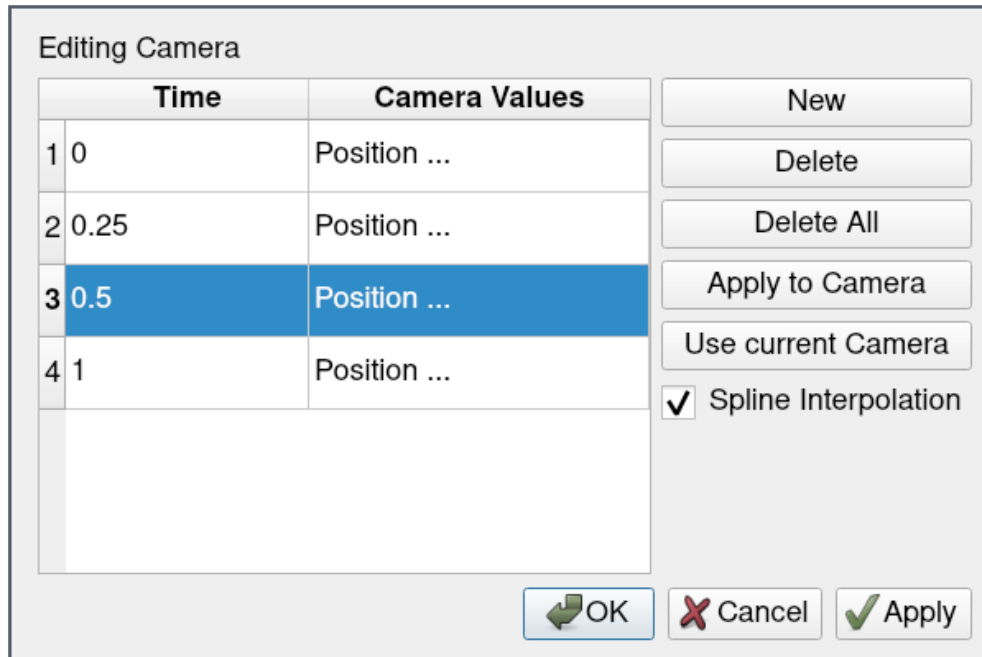 Editing Camera
Time Camera Values
1 0 Position ...
2 0.25 Position ...
3 0.5 Position ...
4 1 Position ...
New
Delete
Delete All
Apply to Camera
Use current Camera
Spline Interpolation
OK Cancel Apply